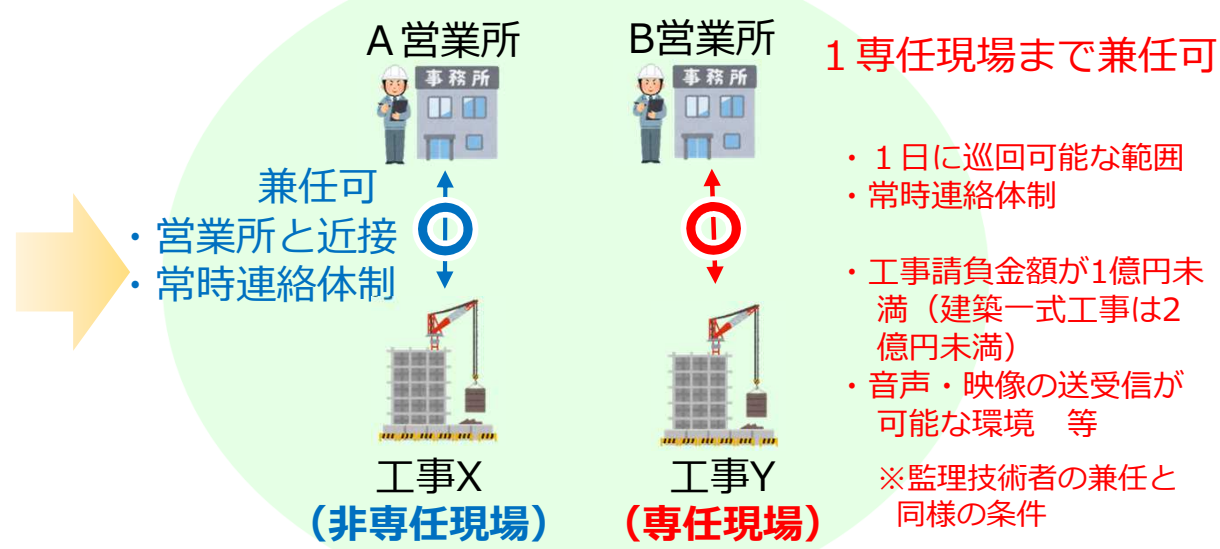 A営業所
事務所
兼任可
・営業所と近接
・常時連絡体制
工事X
（非専任現場）
B営業所
事務所
工事Y
（専任現場）
１専任現場まで兼任可
・１日に巡回可能な範囲
・常時連絡体制
・工事請負金額が1億円未
満（建築一式工事は2
億円未満）
・音声・映像の送受信が
可能な環境　等
※監理技術者の兼任と
同様の条件